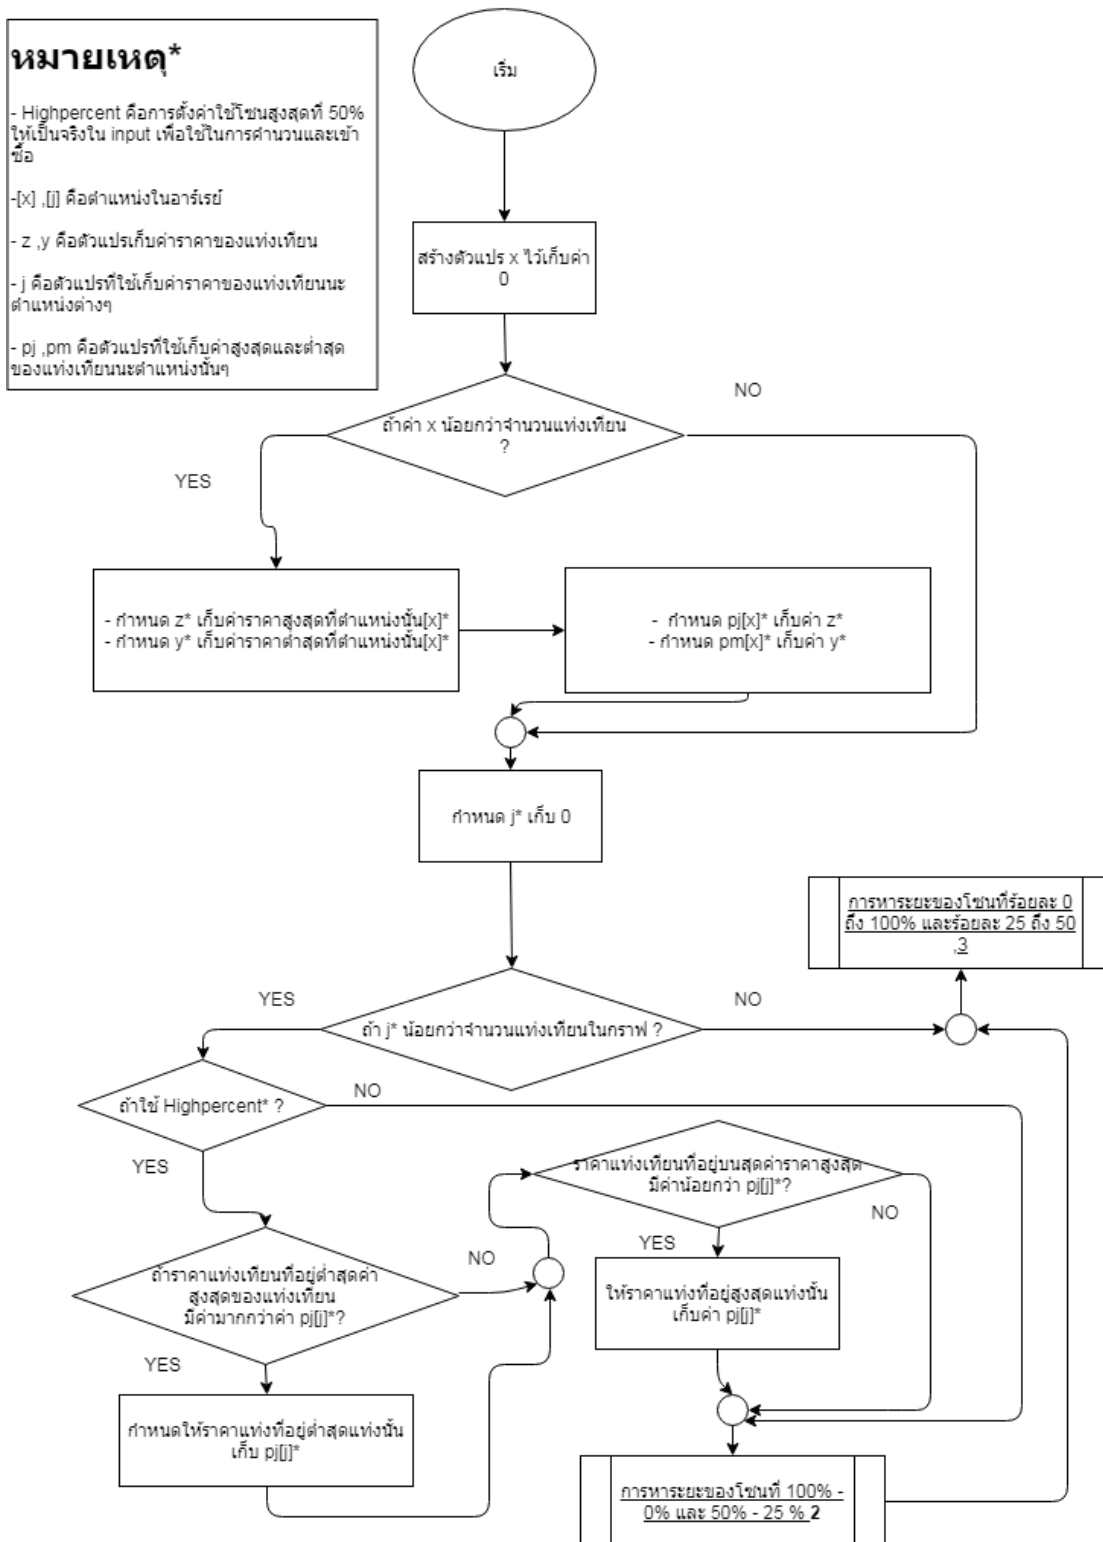 หมายเหตุ*
- Highpercent คือการตั้งค่าใช้โซนสูงสุดที่ 50%
ให้เป็นจริงใน input เพื่อใช้ในการคำนวนและเข้า
ซื้อ
-[x] ,[j] คือตำแหน่งในอาร์เรย์
- z ,y คือตัวแปรเก็บค่าราคาของแท่งเทียน
- j คือตัวแปรที่ใช้เก็บค่าราคาของแท่งเทียนนะ
ตำแหน่งต่างๆ
- pj ,pm คือตัวแปรที่ใช้เก็บค่าสูงสุดและต่ำสุด
ของแท่งเทียนนะตำแหน่งนั้นๆ
เริ่ม
สร้างตัวแปร x ไว้เก็บค่า
0
ถ้าค่า x น้อยกว่าจำนวนแท่งเทียน
?
NO
YES
- กำหนด z* เก็บค่าราคาสูงสุดที่ตำแหน่งนั้น[x]*
- กำหนด y* เก็บค่าราคาต่ำสุดที่ตำแหน่งนั้น[x]*
- กำหนด pj[x]* เก็บค่า z*
- กำหนด pm[x]* เก็บค่า y*
กำหนด j* เก็บ 0
การหาระยะของโซนที่ร้อยละ 0
ถึง 100% และร้อยละ 25 ถึง 50
,3
YES
ถ้า j* น้อยกว่าจำนวนแท่งเทียนในกราฟ ?
NO
ถ้าใช้ Highpercent* ?
NO
YES
ราคาแท่งเทียนที่อยู่บนสุดค่าราคาสูงสุด
มีค่าน้อยกว่า pj[j]*?
NO
YES
ถ้าราคาแท่งเทียนที่อยู่ต่ำสุดค่า
สูงสุดของแท่งเทียน
มีค่ามากกว่าค่า pj[j]*?
NO
YES
ให้ราคาแท่งที่อยู่สูงสุดแท่งนั้น
เก็บค่า pj[j]*
กำหนดให้ราคาแท่งที่อยู่ต่ำสุดแท่งนั้น
เก็บ pj[j]*
การหาระยะของโซนที่ 100% -
0% และ 50% - 25 % 2